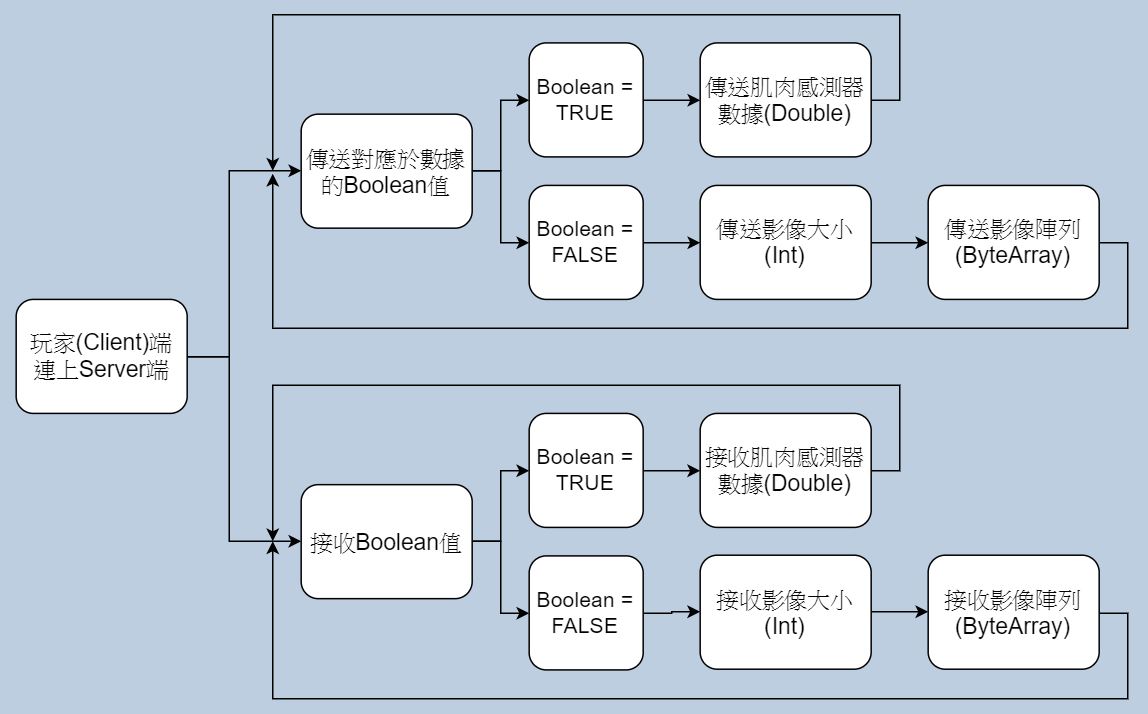 玩家(Client)端
連上Server端
傳送對應於數據
的Boolean值
Boolean =
TRUE
傳送肌肉感測器
數據(Double)
Boolean =
FALSE
傳送影像大小
(Int)
傳送影像陣列
(ByteArray)
接收Boolean值
Boolean =
TRUE
接收肌肉感測器
數據(Double)
Boolean =
FALSE
接收影像大小
(Int)
接收影像陣列
(ByteArray)